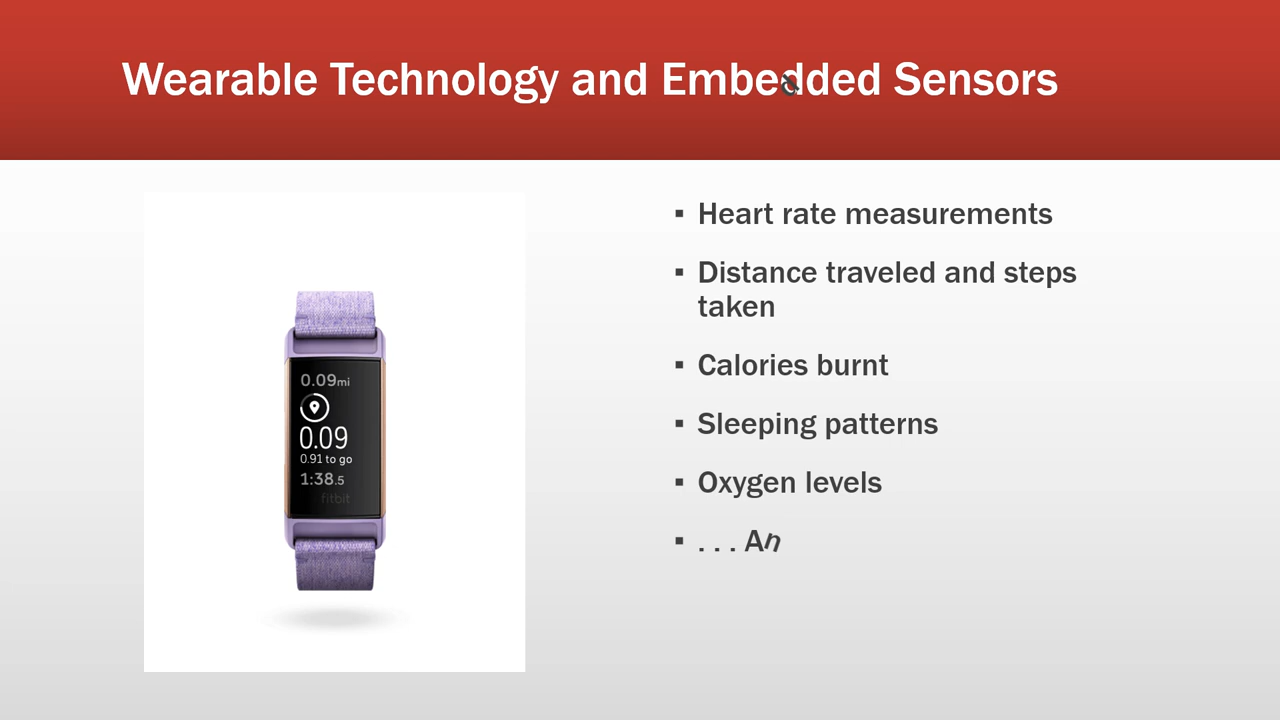 Wearable Technology and Embedded Sensors
▪ Heart rate measurements
▪ Distance traveled and steps
taken
▪ Calories burnt
▪ Sleeping patterns
▪ Oxygen levels
▪ . . . An
0.09mi
0.09
0.91 to go
1:38.5
fitbit